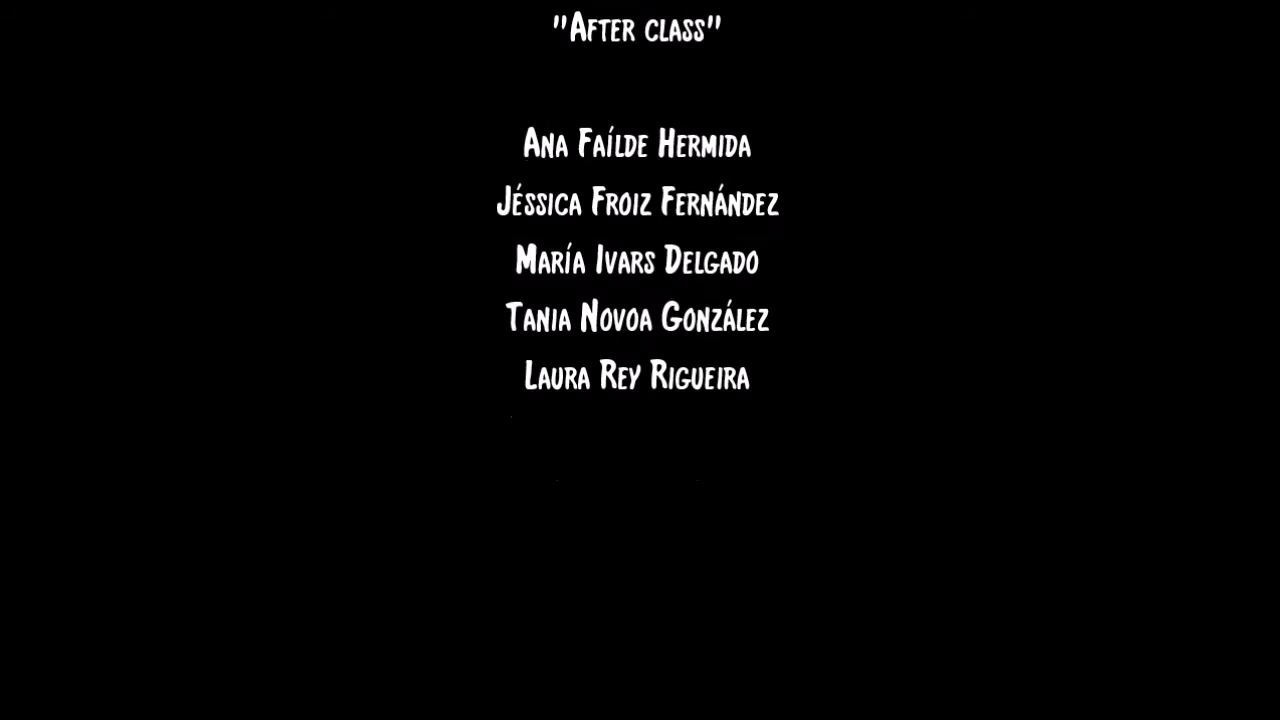 "After class"
Ana Faílde Hermida
Jéssica Froiz Fernández
María Ivars Delgado
Tania Novoa González
Laura Rey Rigueira